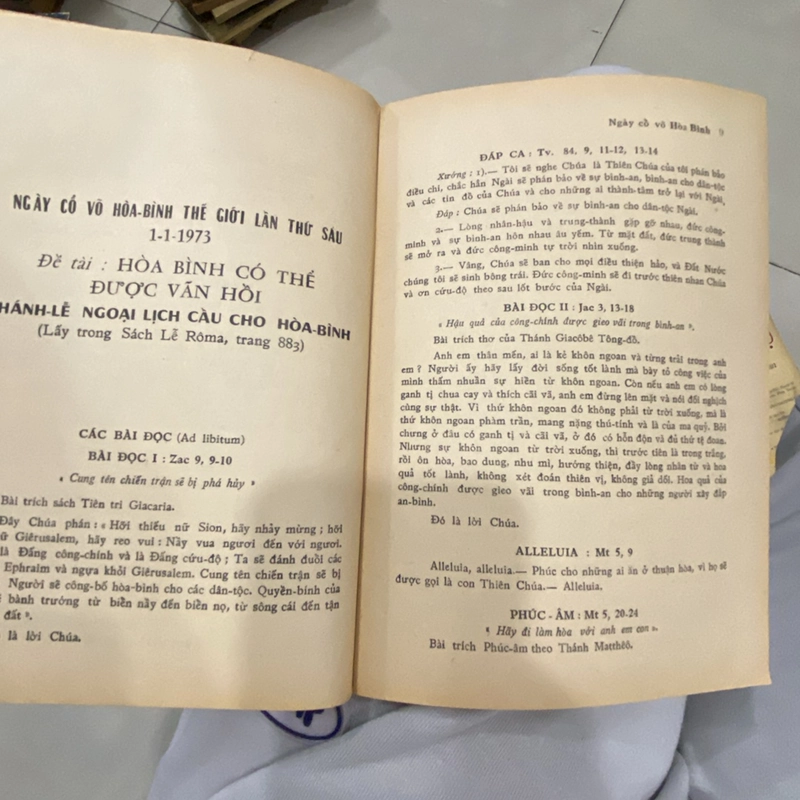 NGÀY CỔ VÕ HÒA-BÌNH THẾ GIỚI LẦN THỨ SÁU
1-1-1973
Đề tài : HÒA BÌNH CÓ THỂ
ĐƯỢC VÃN HỒI
HÁNH-LỄ NGOẠI LỊCH CẦU CHO HÒA-BÌNH
(Lấy trong Sách Lễ Rôma, trang 883)
CÁC BÀI ĐỌC (Ad libitum)
BÀI ĐỌC I : Zac 9, 9-10
« Cung tên chiến trận sẽ bị phá hủy »
Bài trích sách Tiên tri Giacaria.
Đây Chúa phán : « Hỡi thiếu nữ Sion, hãy nhảy mừng ; hỡi
nữ Giêrusalem, hãy reo vui : Nầy vua ngươi đến với ngươi.
là Đấng công-chính và là Đấng cứu-độ ; Ta sẽ đánh đuổi các
Ephraim và ngựa khỏi Giêrusalem. Cung tên chiến trận sẽ bị
Người sẽ công-bố hòa-bình cho các dân-tộc. Quyền-bính của
bành trướng từ biển nầy đến biển nọ, từ sông cái đến tận
đất ».
là lời Chúa.
Ngày cổ võ Hòa Bình 9
ĐÁP CA : Tv. 84, 9, 11-12, 13-14
Xướng : 1).— Tôi sẽ nghe Chúa là Thiên Chúa của tôi phán bảo
điều chi, chắc hẳn Ngài sẽ phán bảo về sự bình-an, bình-an cho dân-tộc
và các tín đồ của Chúa và cho những ai thành-tâm trở lại với Ngài.
Đáp : Chúa sẽ phán bảo về sự bình-an cho dân-tộc Ngài.
2.— Lòng nhân-hậu và trung-thành gặp gỡ nhau, đức công-
minh và sự bình-an hôn nhau âu yếm. Từ mặt đất, đức trung thành
sẽ mở ra và đức công-minh tự trời nhìn xuống.
3.— Vâng, Chúa sẽ ban cho mọi điều thiện hảo, và Đất Nước
chúng tôi sẽ sinh bông trái. Đức công-minh sẽ đi trước thiên nhan Chúa
và ơn cứu-độ theo sau lốt bước của Ngài.
BÀI ĐỌC II : Jac 3, 13-18
« Hậu quả của công-chính được gieo vãi trong bình-an ».
Bài trích thơ của Thánh Giacôbê Tông-đồ.
Anh em thân mến, ai là kẻ khôn ngoan và từng trải trong anh
em ? Người ấy hãy lấy đời sống tốt lành mà bày tỏ công việc của
mình thấm nhuần sự hiền từ khôn ngoan. Còn nếu anh em có lòng
ganh tị chua cay và thích cãi vã, anh em đừng lên mặt và nói dối nghịch
cùng sự thật. Vì thứ khôn ngoan đó không phải từ trời xuống, mà là
thứ khôn ngoan phàm trần, mang nặng thú-tính và là của ma quỷ. Bởi
chưng ở đâu có ganh tị và cãi vã, ở đó có hỗn độn và đủ thứ tệ đoan.
Nhưng sự khôn ngoan từ trời xuống, thì trước tiên là trong trắng,
rồi ôn hòa, bao dung, nhu mì, hướng thiện, đầy lòng nhân từ và hoa
quả tốt lành, không xét đoán thiên vị, không giả dối. Hoa quả của
công-chính được gieo vãi trong bình-an cho những người xây đắp
an-bình.
Đó là lời Chúa.
ALLELUIA : Mt 5, 9
Alleluia, alleluia.— Phúc cho những ai ăn ở thuận hòa, vì họ sẽ
được gọi là con Thiên Chúa.— Alleluia.
PHÚC - ÂM : Mt 5, 20-24
« Hãy đi làm hòa với anh em con ».
Bài trích Phúc-âm theo Thánh Matthêô.